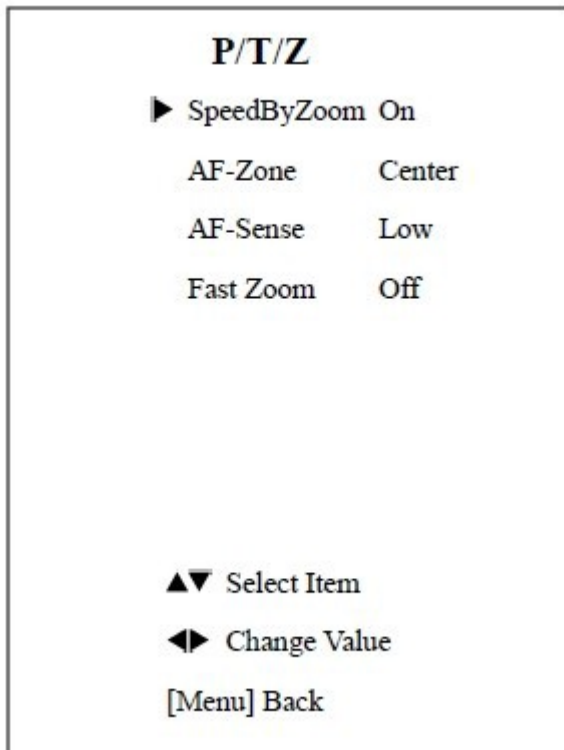 P/T/Z
▶ SpeedByZoom On
AF-Zone Center
AF-Sense Low
Fast Zoom Off
▲▼ Select Item
◀▶ Change Value
[Menu] Back